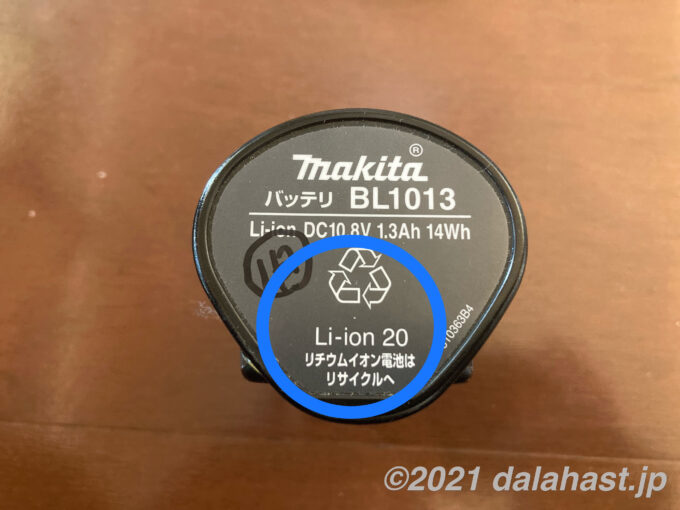 makita®
バッテリ BL1013
Li-ion DC10.8V 1.3Ah 14Wh
Li-ion 20
リチウムイオン電池は
リサイクルへ
©2021 dalahast.jp